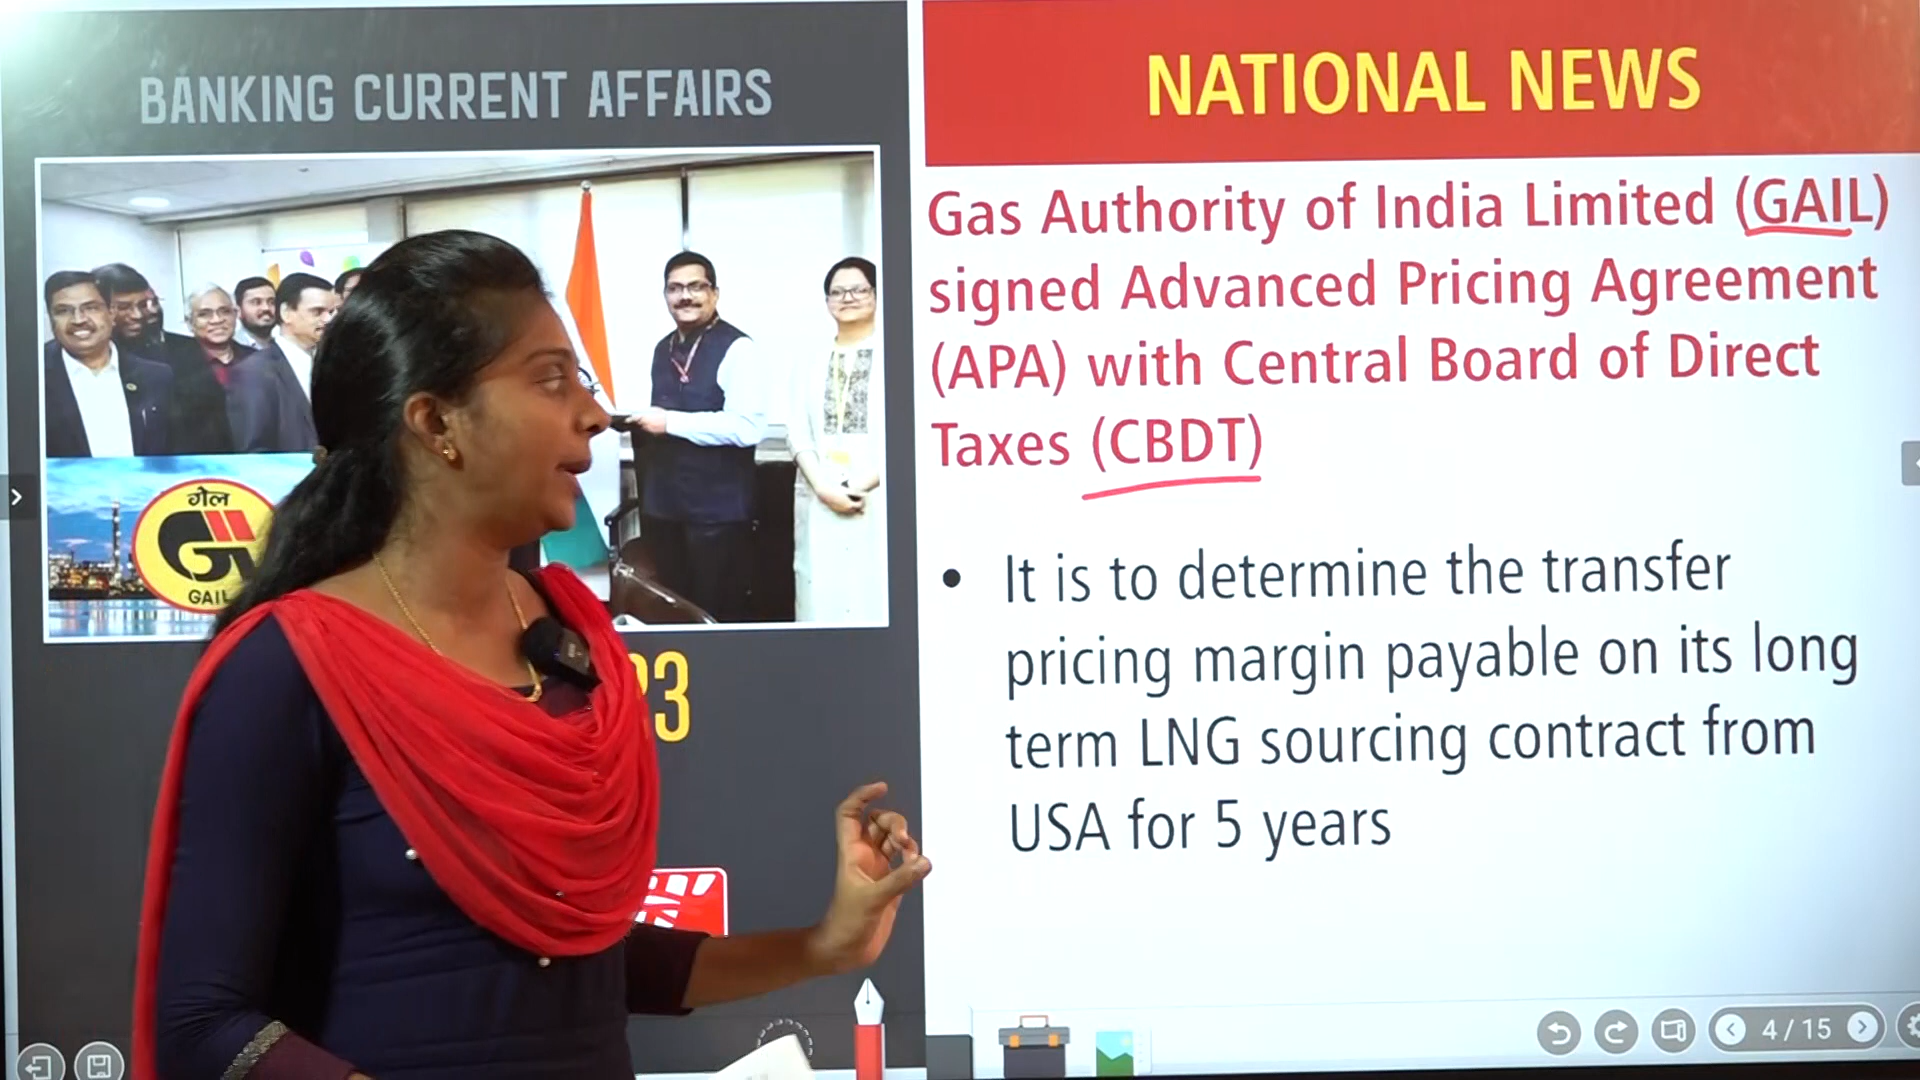 BANKING CURRENT AFFAIRS
गेल
GAIL
23
NATIONAL NEWS
Gas Authority of India Limited (GAIL)
signed Advanced Pricing Agreement
(APA) with Central Board of Direct
Taxes (CBDT)
• It is to determine the transfer
pricing margin payable on its long
term LNG sourcing contract from
USA for 5 years
4 / 15